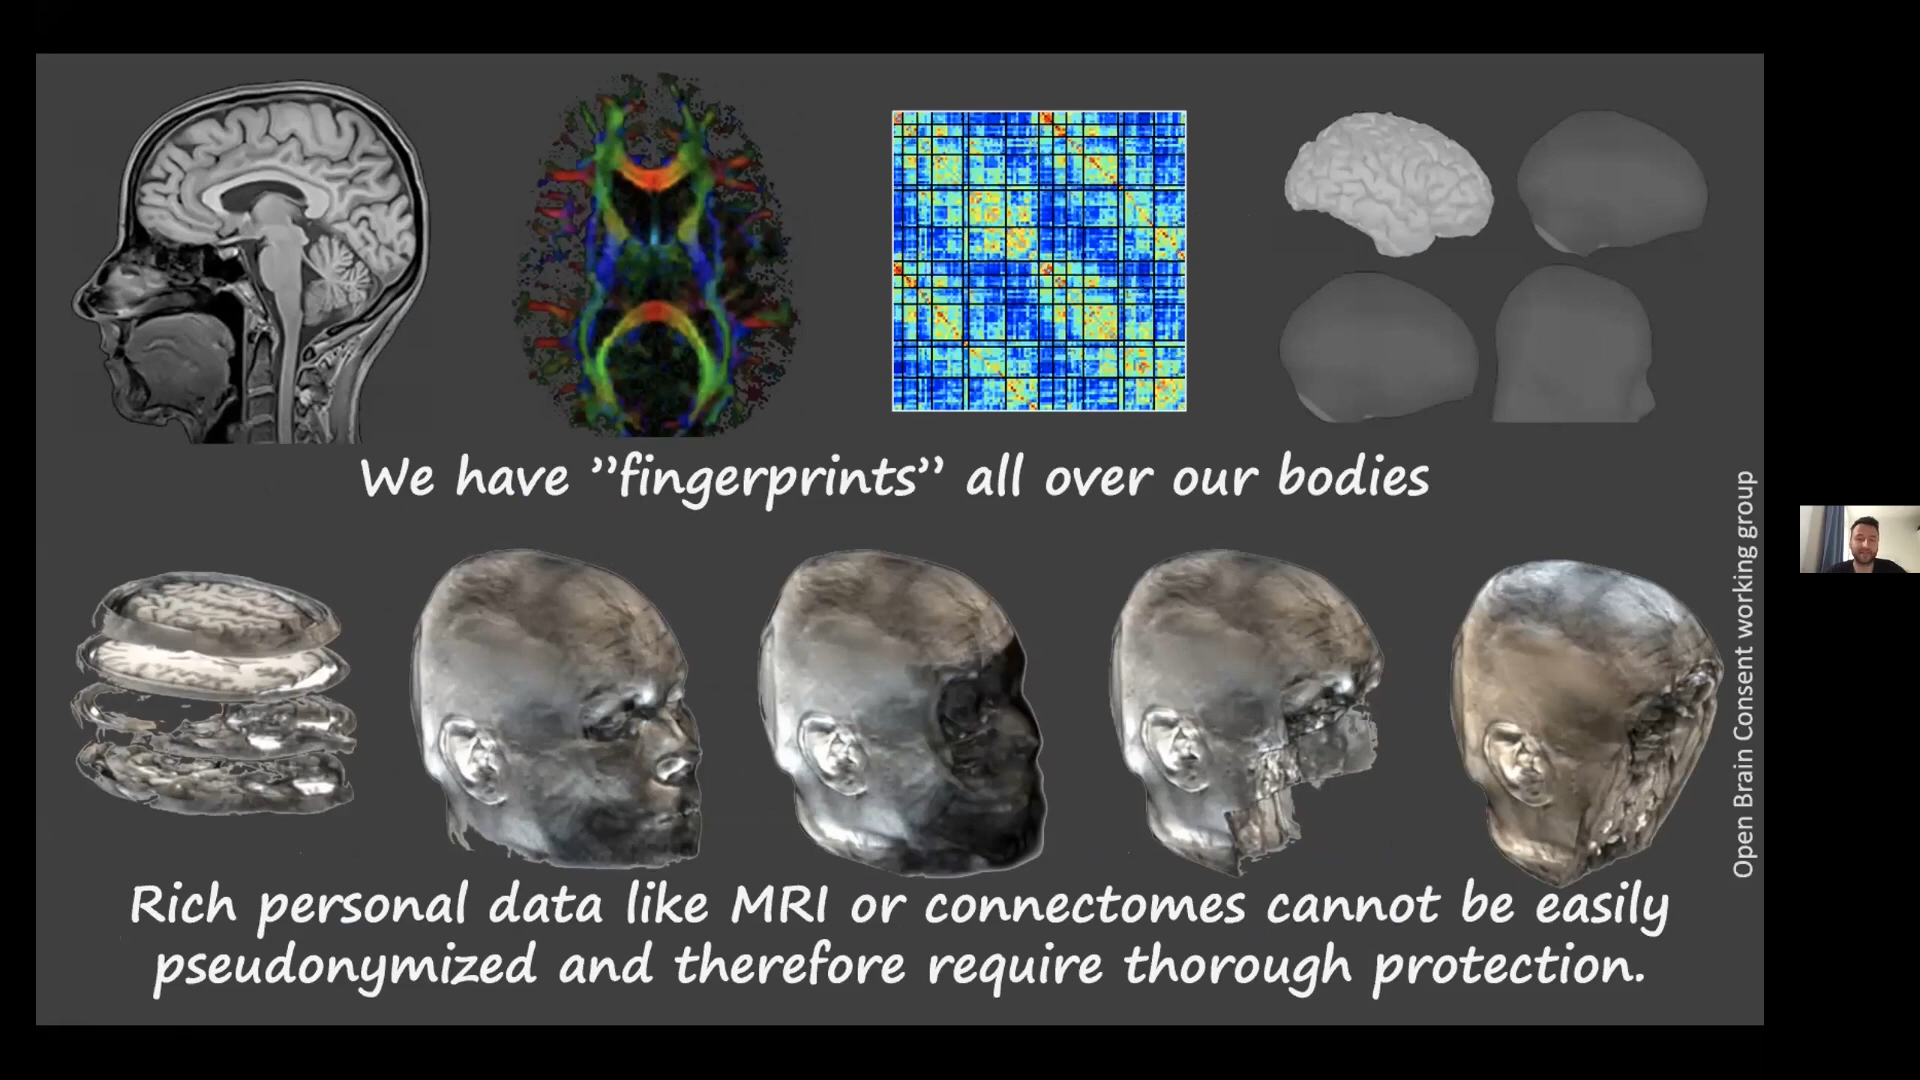 We have ”fingerprints” all over our bodies
Open Brain Consent working group
Rich personal data like MRI or connectomes cannot be easily
pseudonymized and therefore require thorough protection.